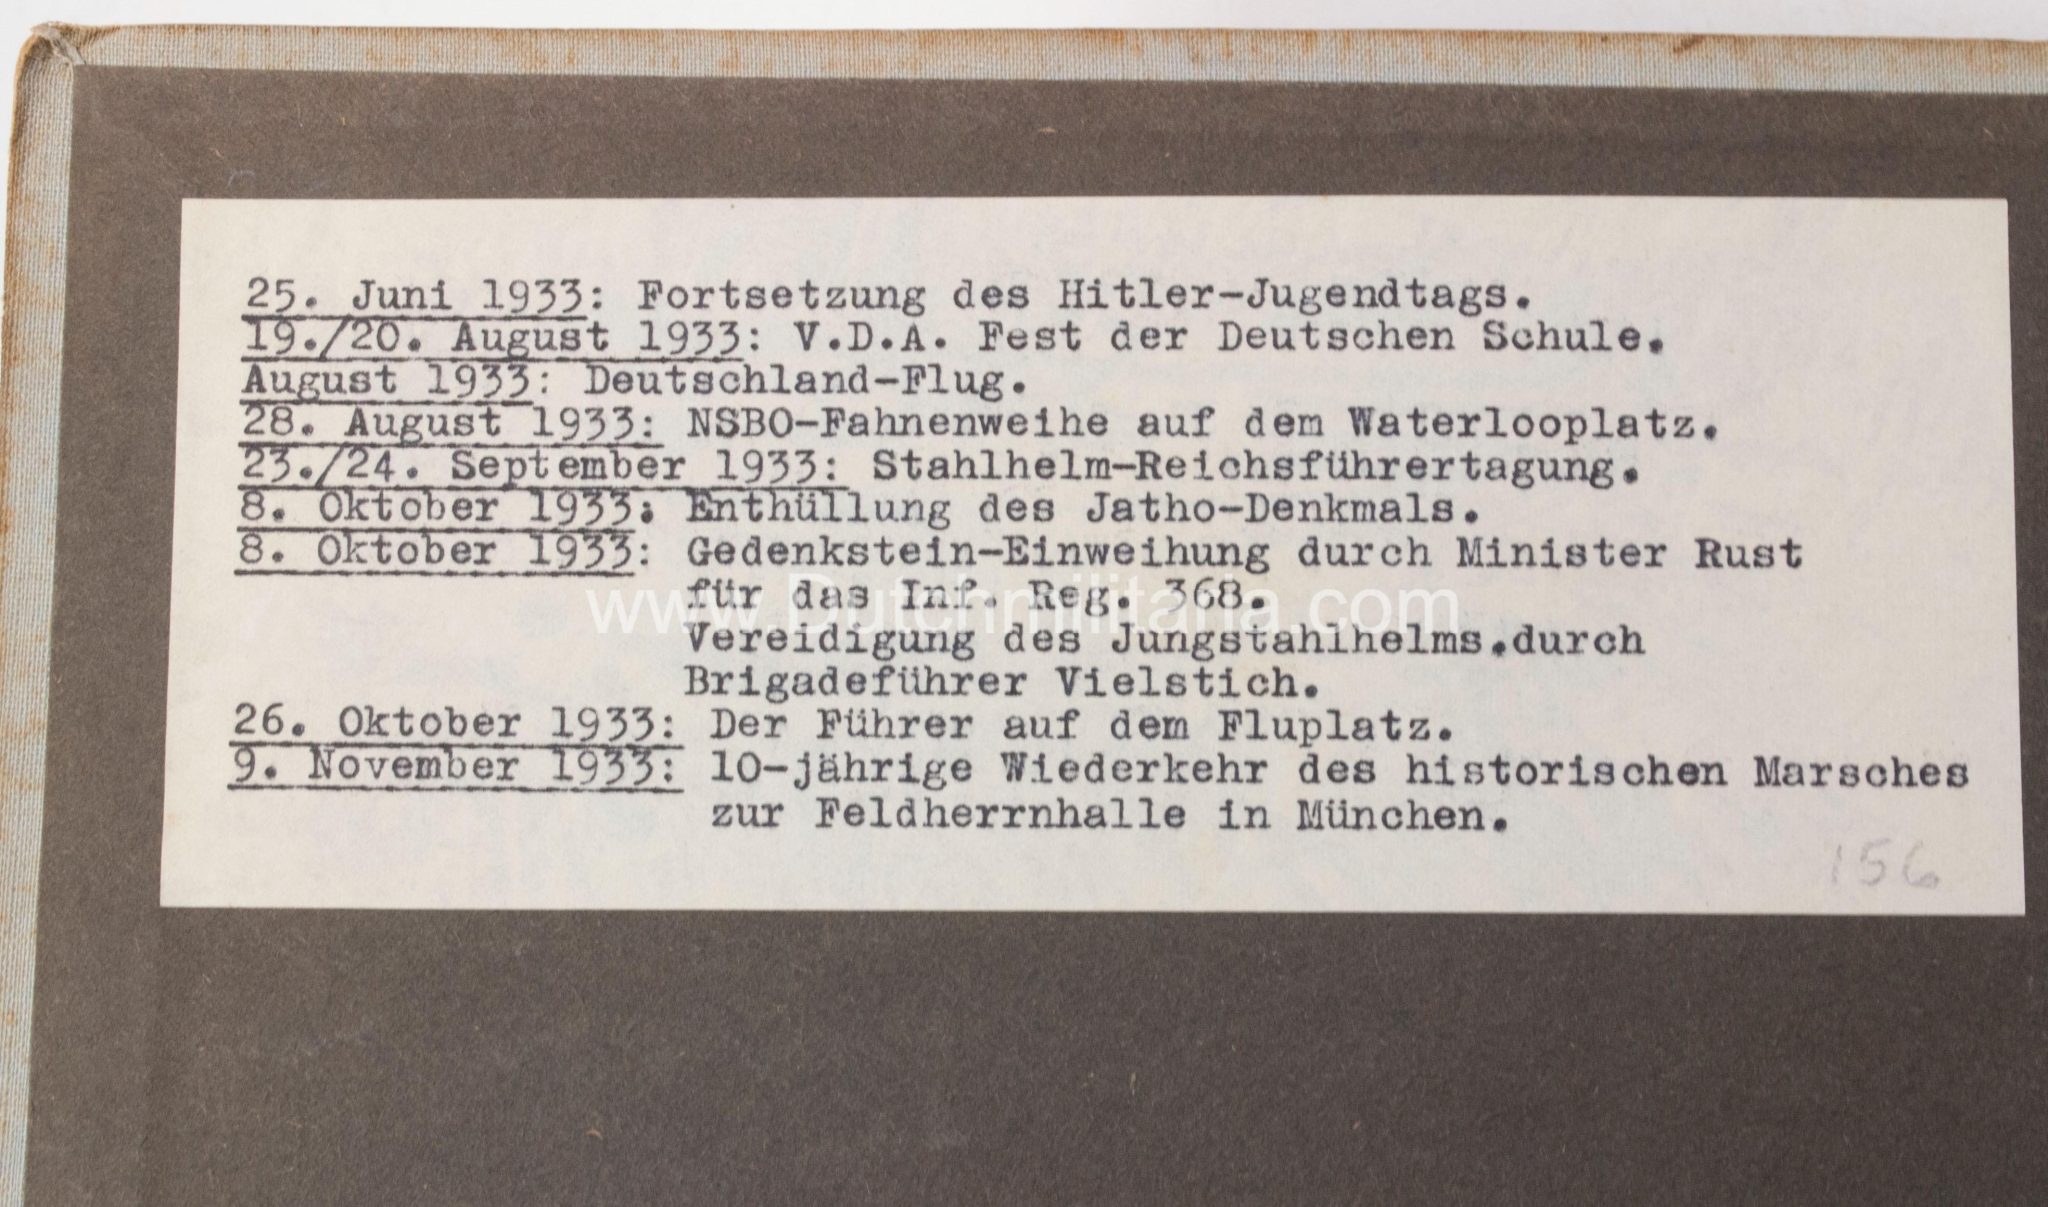 25. Juni 1933: Fortsetzung des Hitler-Jugendtags.
19./20. August 1933: V.D.A. Fest der Deutschen Schule.
August 1933: Deutschland-Flug.
28. August 1933: NSBO-Fahnenweihe auf dem Waterlooplatz.
23./24. September 1933: Stahlhelm-Reichsführertagung.
8. Oktober 1933: Enthüllung des Jatho-Denkmals.
8. Oktober 1933: Gedenkstein-Einweihung durch Minister Rust
für das Inf. Reg. 368.
www.Dutchmilitaria.com
Vereidigung des Jungstahlhelms.durch
Brigadeführer Vielstich.
26. Oktober 1933: Der Führer auf dem Fluplatz.
9. November 1933: 10-jährige Wiederkehr des historischen Marsches
zur Feldherrnhalle in München.
156